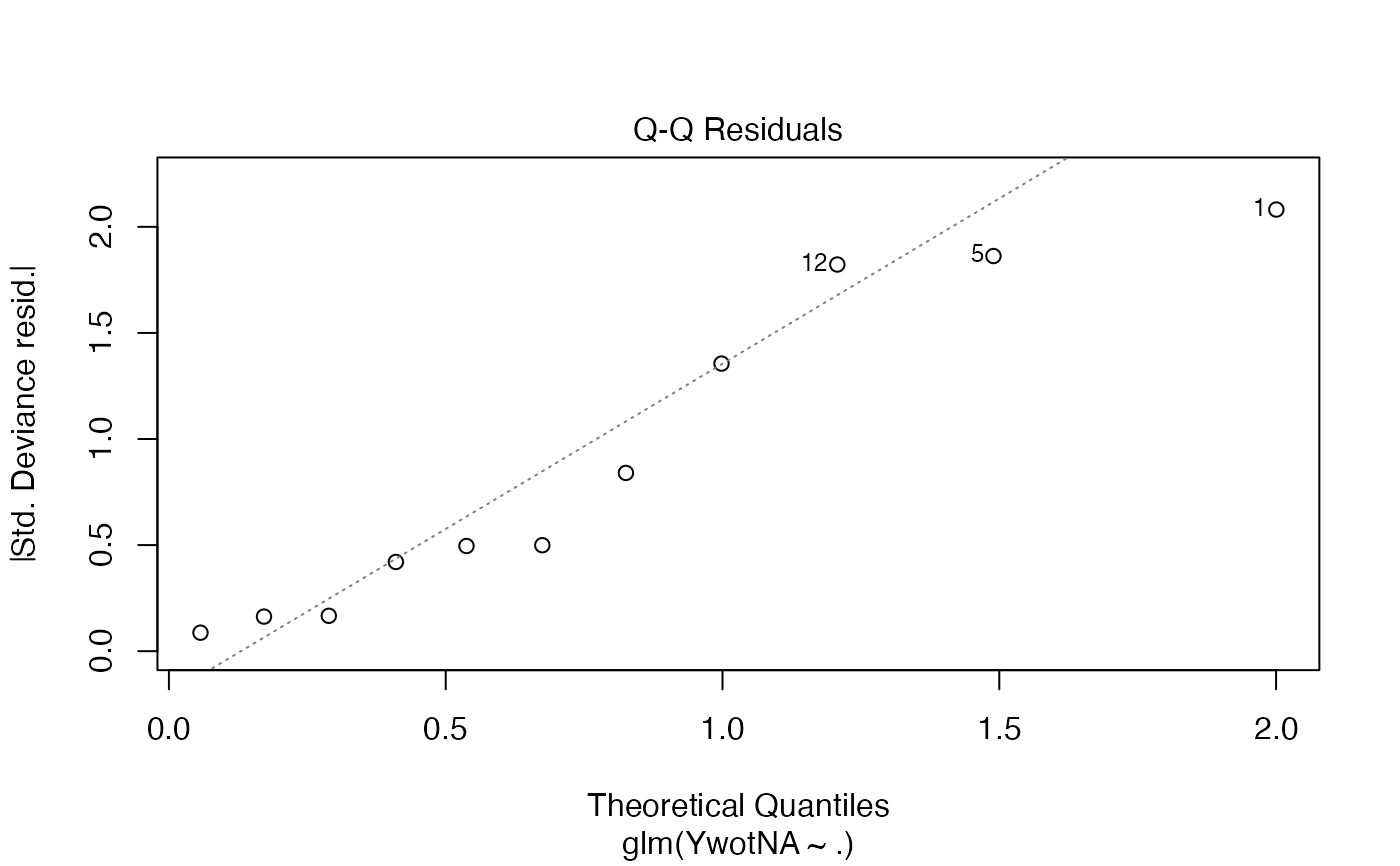 Q-Q Residuals
|Std. Deviance resid.|
2.0
1.5
1.0
0.5
0.0
12
5
1
0.0 0.5 1.0 1.5 2.0
Theoretical Quantiles
glm(YwotNA ~ .)